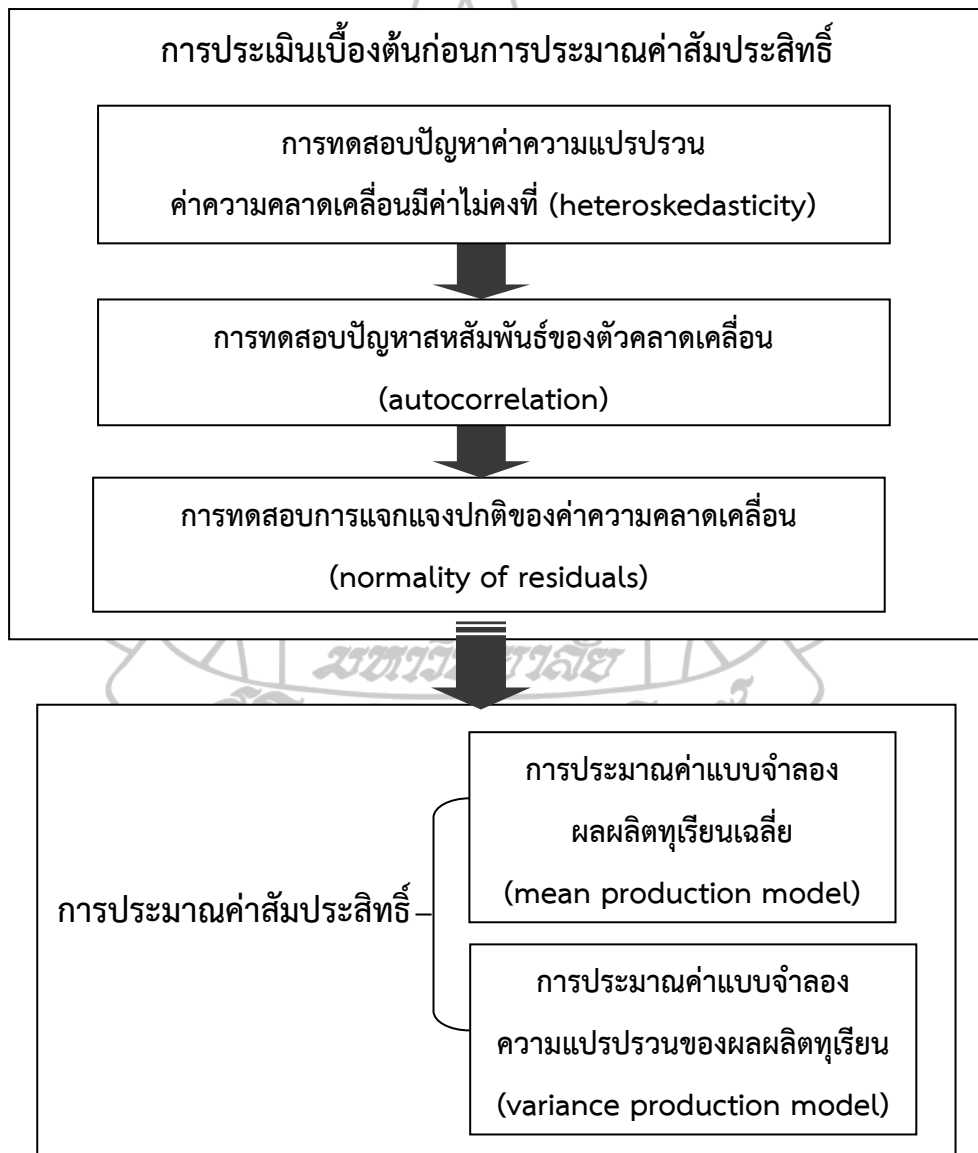 การประเมินเบื้องต้นก่อนการประมาณค่าสัมประสิทธิ์
การทดสอบปัญหาค่าความแปรปรวน
ค่าความคลาดเคลื่อนมีค่าไม่คงที่ (heteroskedasticity)
การทดสอบปัญหาสหสัมพันธ์ของตัวคลาดเคลื่อน
(autocorrelation)
การทดสอบการแจกแจงปกติของค่าความคลาดเคลื่อน
(normality of residuals)
การประมาณค่าสัมประสิทธิ์
การประมาณค่าแบบจำลอง
ผลผลิตทุเรียนเฉลี่ย
(mean production model)
การประมาณค่าแบบจำลอง
ความแปรปรวนของผลผลิตทุเรียน
(variance production model)